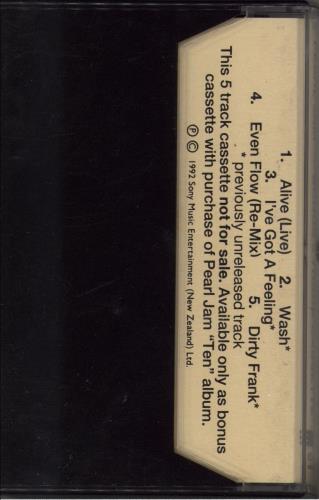 1. Alive (Live) 2. Wash*
3. I've Got A Feeling*
4. Even Flow (Re-Mix) 5. Dirty Frank*
* previously unreleased track
This 5 track cassette not for sale. Available only as bonus
cassette with purchase of Pearl Jam "Ten" album.
Ⓟ © 1992 Sony Music Entertainment (New Zealand) Ltd.